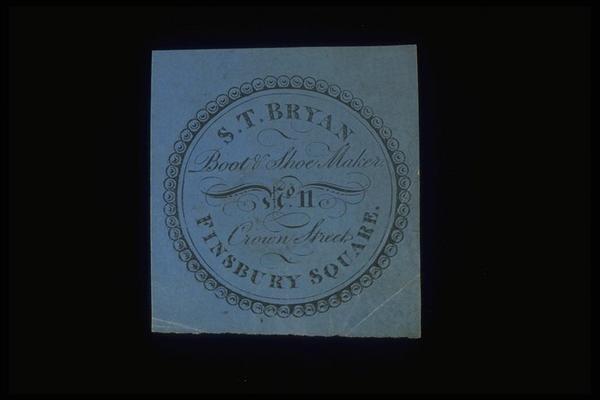 S.T. BRYAN
Boot & Shoe Maker
No. 11
Crown Street
FINSBURY SQUARE.